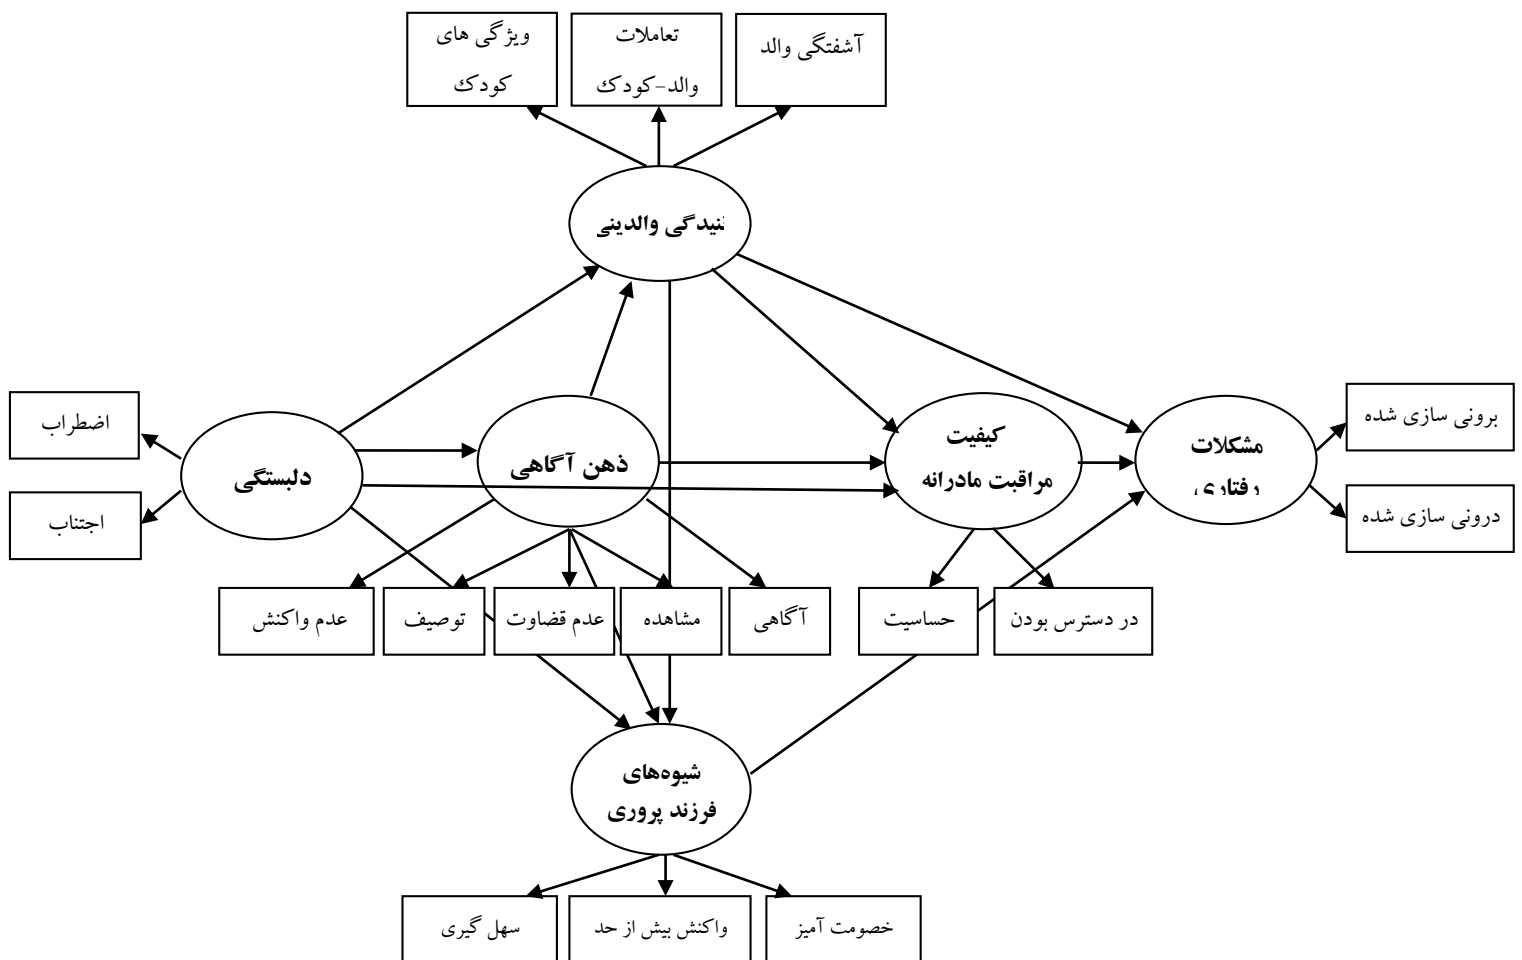 آشفتگی والد
تعاملات
والد-کودک
ویژگی های
کودک
تنیدگی والدینی
برونی سازی شده
درونی سازی شده
مشکلات
رفتاری
کیفیت
مراقبت مادرانه
ذهن آگاهی
دلبستگی
اضطراب
اجتناب
در دسترس بودن
حساسیت
آگاهی
مشاهده
عدم قضاوت
توصیف
عدم واکنش
شیوه‌های
فرزند پروری
خصومت آمیز
واکنش بیش از حد
سهل گیری